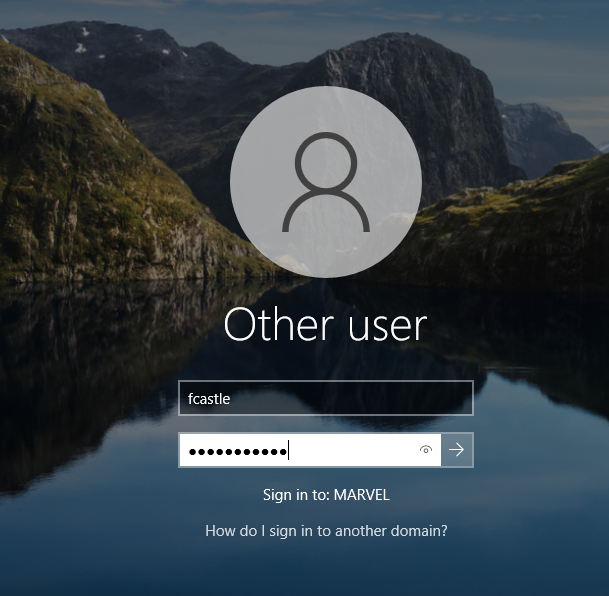 Other user
fcastle
●●●●●●●●●●●
Sign in to: MARVEL
How do I sign in to another domain?